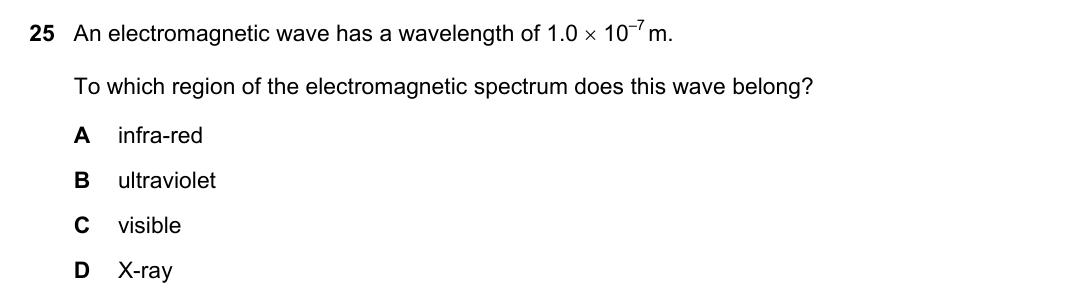 25 An electromagnetic wave has a wavelength of 1.0 × 10⁻⁷ m.
To which region of the electromagnetic spectrum does this wave belong?
A infra-red
B ultraviolet
C visible
D X-ray